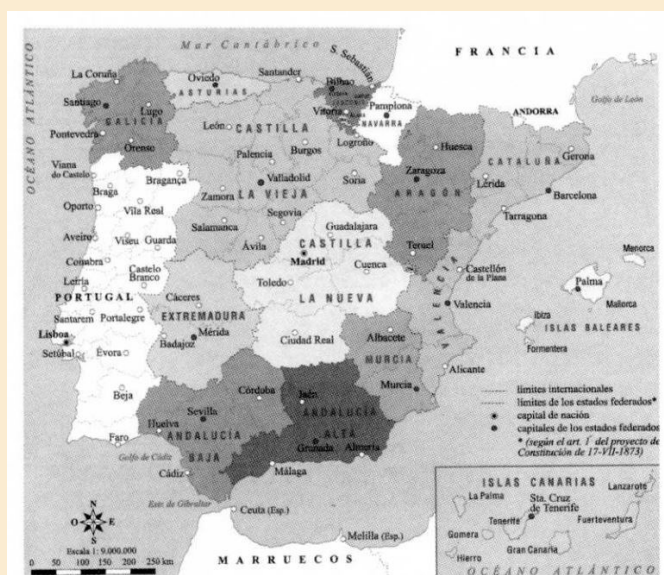 Mar Cantábrico
FRANCIA
OCÉANO ATLÁNTICO
La Coruña
Oviedo
Santander
S. Sebastián
Bilbao
ASTURIAS
Santiago
Lugo
GALICIA
Pontevedra
Orense
Vitoria
Pamplona
NAVARRA
Logroño
ANDORRA
Golfo de León
León
CASTILLA
Burgos
Palencia
Valladolid
LA VIEJA
Soria
Zamora
Salamanca
Segovia
Ávila
Huesca
Zaragoza
ARAGÓN
Teruel
CATALUÑA
Gerona
Lérida
Barcelona
Tarragona
Viana do Castelo
Braga
Bragança
Oporto
Vila Real
Aveiro
Viseu
Guarda
Coimbra
Castelo Branco
Leiria
PORTUGAL
Santarem
Portalegre
Lisboa
Setúbal
Évora
Beja
Faro
Guadalajara
CASTILLA
Madrid
Cuenca
Toledo
LA NUEVA
Ciudad Real
Cáceres
EXTREMADURA
Mérida
Badajoz
Castellón de la Plana
VALENCIA
Valencia
Alicante
Menorca
Palma
Mallorca
Ibiza
ISLAS BALEARES
Formentera
Albacete
MURCIA
Murcia
Córdoba
Jaén
Sevilla
Huelva
ANDALUCÍA
BAJA
ANDALUCÍA
ALTA
Granada
Almería
Málaga
Cádiz
Golfo de Cádiz
Estr. de Gibraltar
Ceuta (Esp.)
Melilla (Esp.)
MARRUECOS
límites internacionales
límites de los estados federados*
capital de nación
capitales de los estados federados
* (según el art. 1º del proyecto de
Constitución de 17-VII-1873)
ISLAS CANARIAS
La Palma
Sta. Cruz
de Tenerife
Lanzarote
Tenerife
Fuerteventura
Gomera
Hierro
Gran Canaria
OCÉANO ATLÁNTICO
N
O
E
S
Escala 1: 9.000.000
0 50 100 150 200 250 km